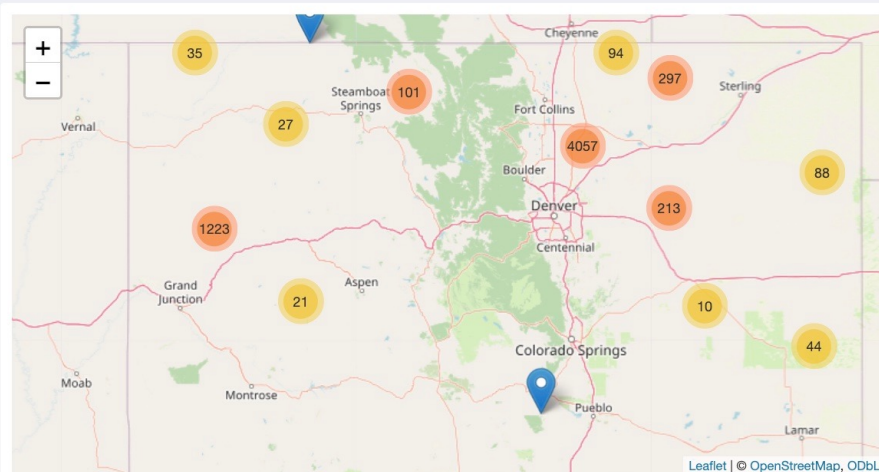 +
−
35
Cheyenne
94
297
Steamboat
Springs
101
Sterling
Fort Collins
Vernal
27
4057
Boulder
88
Denver
213
1223
Centennial
Grand
Junction
Aspen
21
10
Colorado Springs
44
Moab
Montrose
Pueblo
Lamar
Leaflet | © OpenStreetMap, ODbL